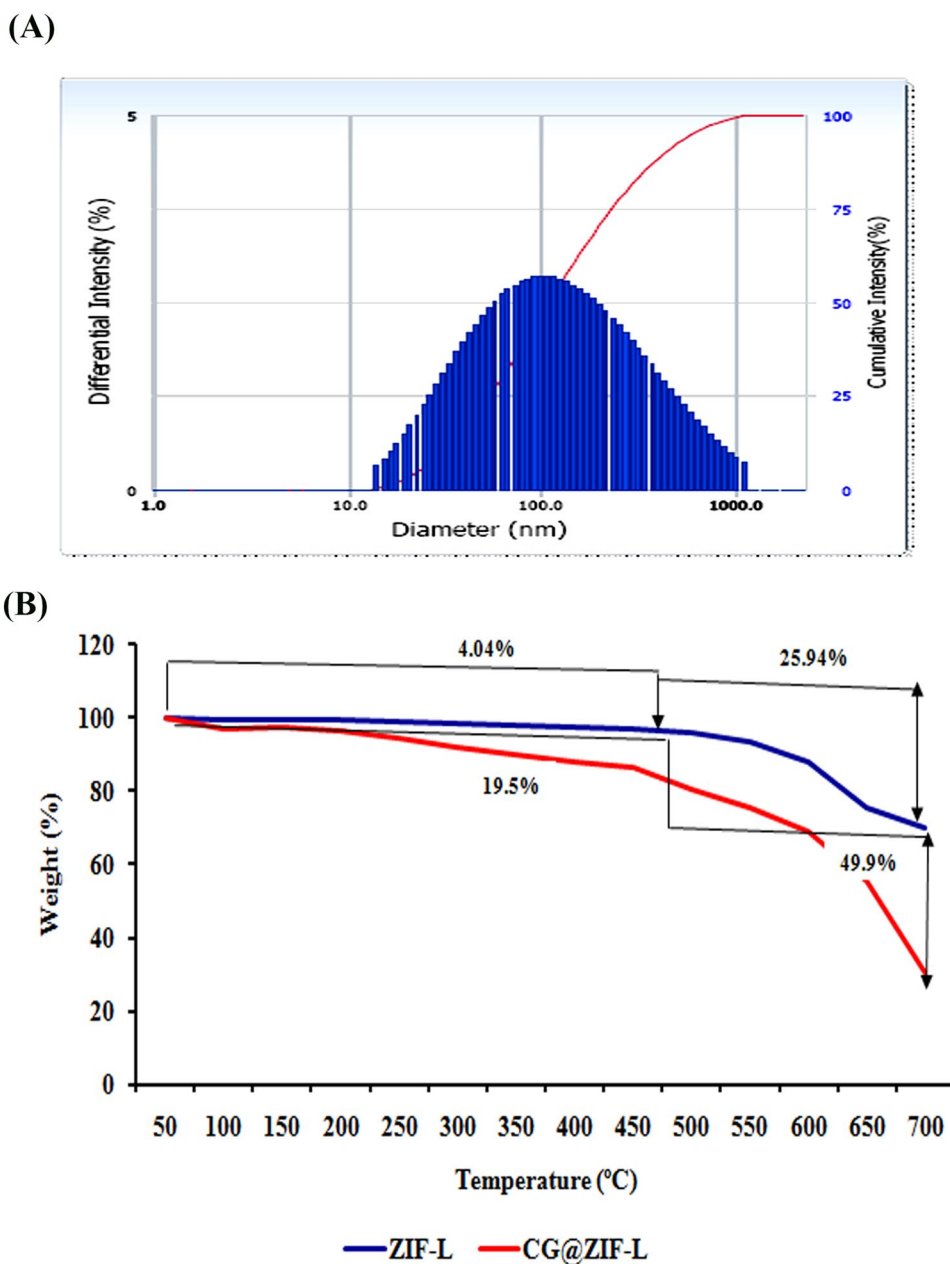 (A)
5
100
75
50
25
0
0
Differential Intensity (%)
Cumulative Intensity(%)
1.0 10.0 100.0 1000.0
Diameter (nm)
(B)
120
100
80
60
40
20
0
Weight (%)
4.04%
25.94%
19.5%
49.9%
50 100 150 200 250 300 350 400 450 500 550 600 650 700
Temperature (ºC)
ZIF-L CG@ZIF-L